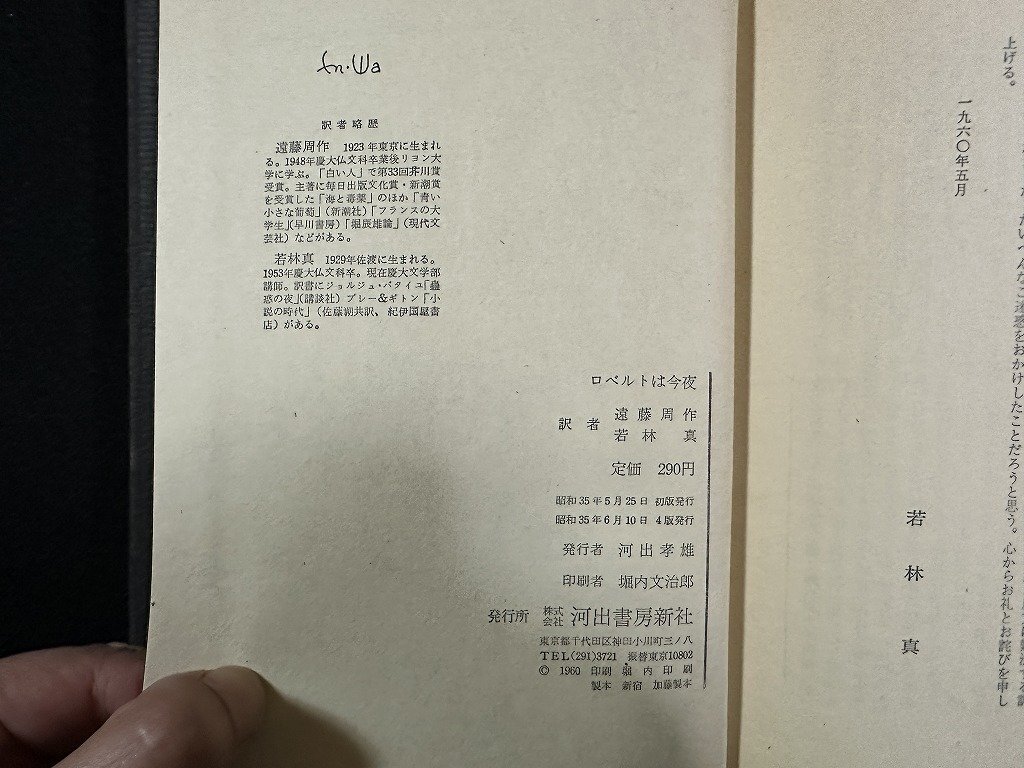 上げる。
一九六〇年五月
若林真
をおかけしたことだろうと思う。心からお礼とお詫びを申し
En.Wa
訳者略歴
遠藤周作 1923年東京に生まれ
る。1948年慶大仏文科卒業後リヨン大
学に学ぶ。「白い人」で第33回芥川賞
受賞。主著に毎日出版文化賞・新潮賞
を受賞した「海と毒薬」のほか「青い
小さな葡萄」(新潮社)「フランスの大
学生」(早川書房)「堀辰雄論」(現代文
芸社)などがある。
若林真 1929年佐渡に生まれる。
1953年慶大仏文科卒。現在慶大文学部
講師。訳書にジョルジュ・バタイユ「蠱
惑の夜」(講談社) ブレー&ギトン「小
説の時代」(佐藤朔共訳、紀伊国屋書
店)がある。
ロベルトは今夜
訳者 遠藤周作
若林真
定価 290円
昭和35年5月25日 初版発行
昭和35年6月10日 4版発行
発行者 河出孝雄
印刷者 堀内文治郎
発行所 株式会社 河出書房新社
東京都千代田区神田小川町三ノ八
TEL(291)3721 振替東京10802
© 1960 印刷 堀内印刷
製本 新宿 加藤製本